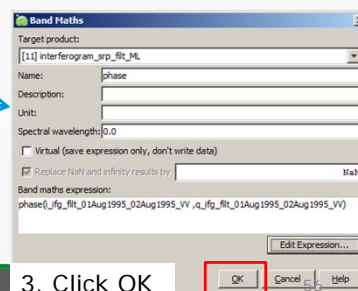 Band Maths
Target product:
[11] interferogram_srp_filt_ML
Name: phase
Description:
Unit:
Spectral wavelength: 0.0
Virtual (save expression only, don't write data)
Replace NaN and infinity results by NaN
Band maths expression:
phase(i_ifg_filt_01Aug1995_02Aug1995_VV ,q_ifg_filt_01Aug1995_02Aug1995_VV)
Edit Expression...
3. Click OK
OK Cancel Help
56